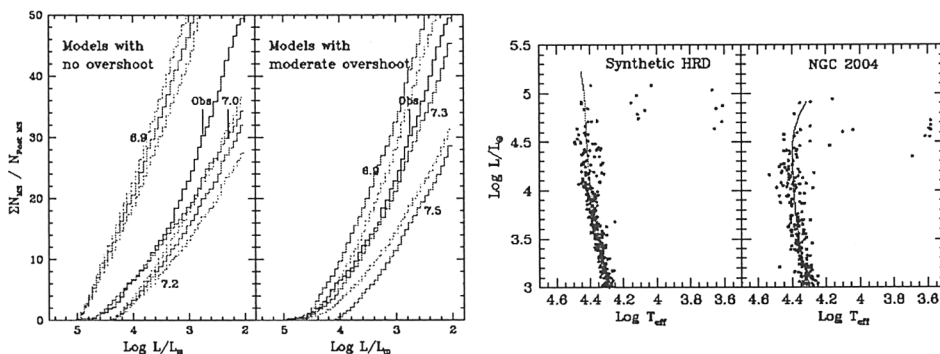 50
40
30
20
10
0
Models with
no overshoot
Obs
7.0
6.9
7.2
Models with
moderate overshoot
Obs
7.3
6.9
7.5
ΣN_MS / N_Post MS
5 4 3 2
5 4 3 2
Log L/L
Log L/L
5.5
5
4.5
4
3.5
3
Log L/L☉
Synthetic HRD
NGC 2004
4.6 4.4 4.2 4 3.8 3.6
4.6 4.4 4.2 4 3.8 3.6
Log T_eff
Log T_eff